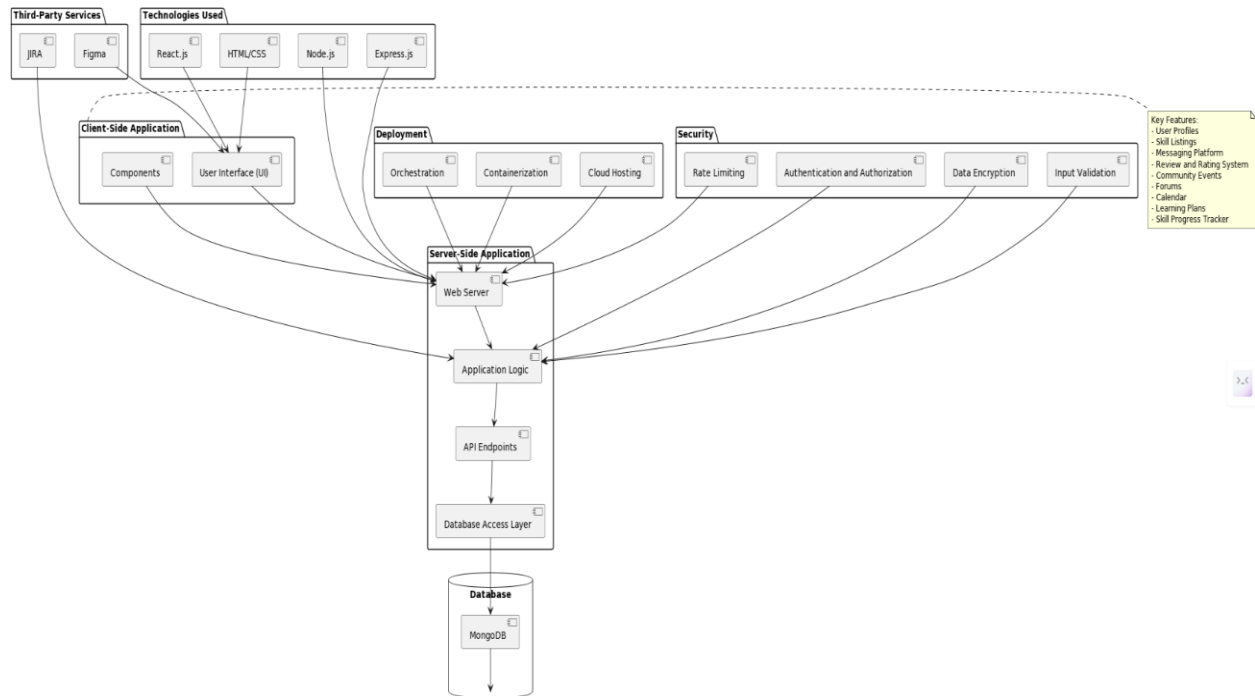 Third-Party Services
Technologies Used
JIRA
Figma
React.js
HTML/CSS
Node.js
Express.js
Client-Side Application
Components
User Interface (UI)
Deployment
Orchestration
Containerization
Cloud Hosting
Security
Rate Limiting
Authentication and Authorization
Data Encryption
Input Validation
Key Features:
- User Profiles
- Skill Listings
- Messaging Platform
- Review and Rating System
- Community Events
- Forums
- Calendar
- Learning Plans
- Skill Progress Tracker
Server-Side Application
Web Server
Application Logic
API Endpoints
Database Access Layer
Database
MongoDB